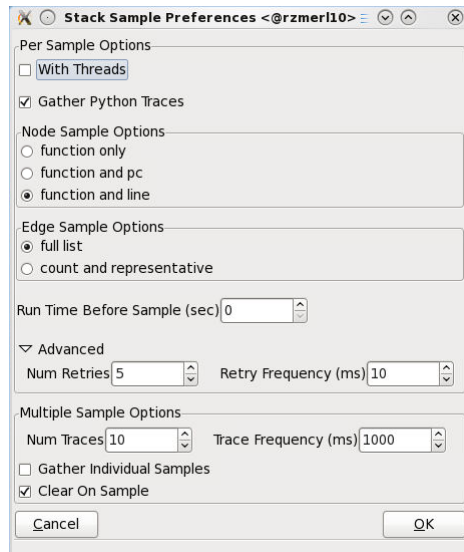 Stack Sample Preferences <@rzmerl10>
Per Sample Options
With Threads
Gather Python Traces
Node Sample Options
function only
function and pc
function and line
Edge Sample Options
full list
count and representative
Run Time Before Sample (sec) 0
Advanced
Num Retries 5 Retry Frequency (ms) 10
Multiple Sample Options
Num Traces 10 Trace Frequency (ms) 1000
Gather Individual Samples
Clear On Sample
Cancel OK